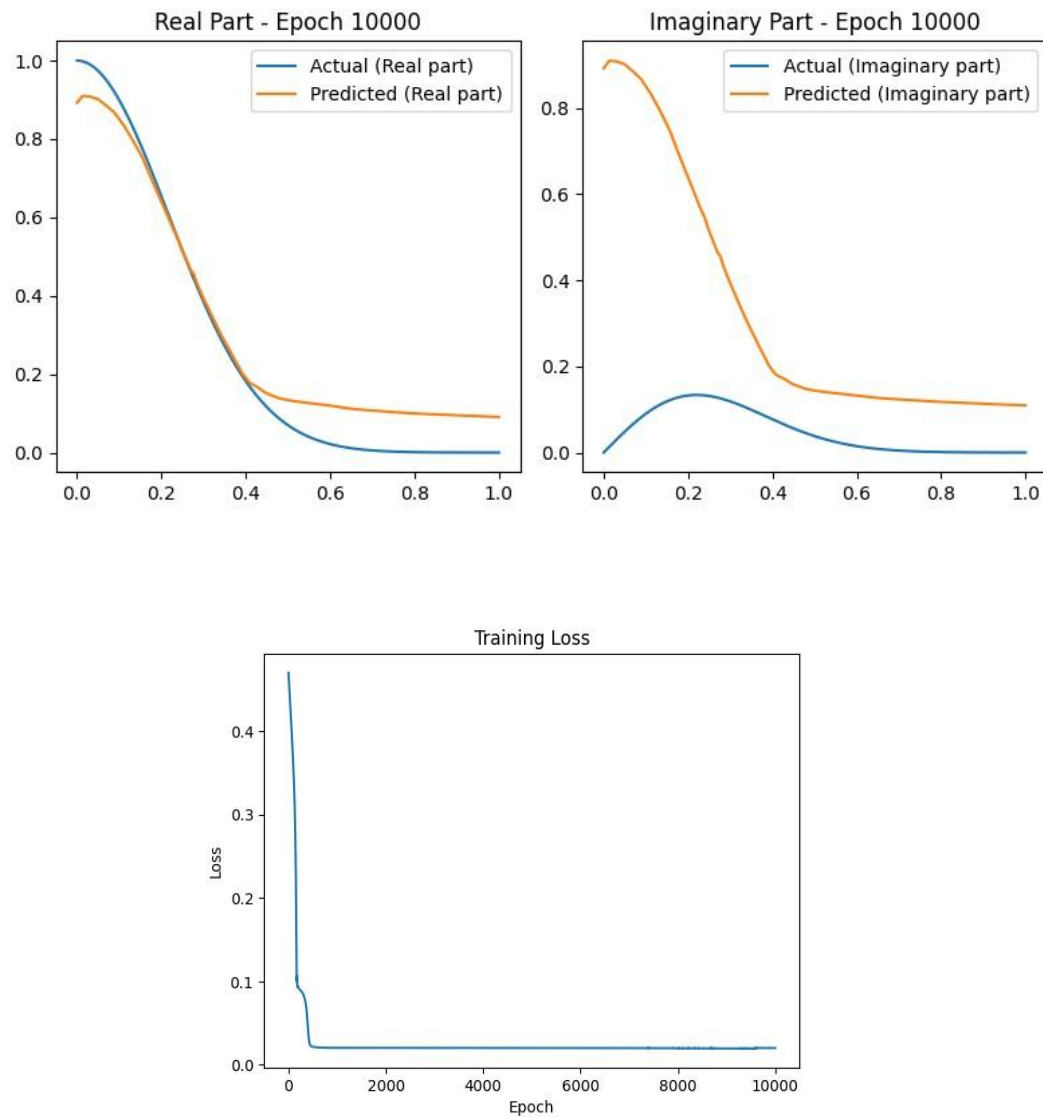 Real Part - Epoch 10000
Actual (Real part)
Predicted (Real part)
1.0
0.8
0.6
0.4
0.2
0.0
0.0 0.2 0.4 0.6 0.8 1.0
Imaginary Part - Epoch 10000
Actual (Imaginary part)
Predicted (Imaginary part)
0.8
0.6
0.4
0.2
0.0
0.0 0.2 0.4 0.6 0.8 1.0
Training Loss
Loss
0.4
0.3
0.2
0.1
0.0
0 2000 4000 6000 8000 10000
Epoch